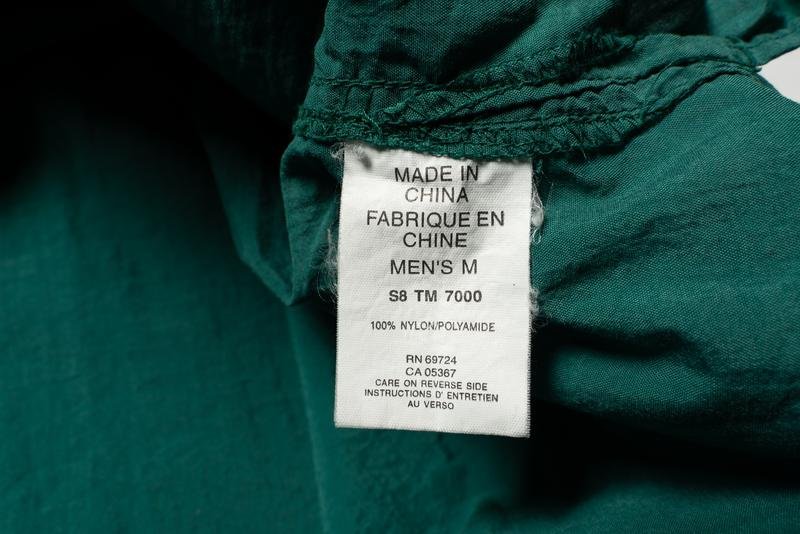 MADE IN
CHINA
FABRIQUE EN
CHINE
MEN'S M
S8 TM 7000
100% NYLON/POLYAMIDE
RN 69724
CA 05367
CARE ON REVERSE SIDE
INSTRUCTIONS D' ENTRETIEN
AU VERSO